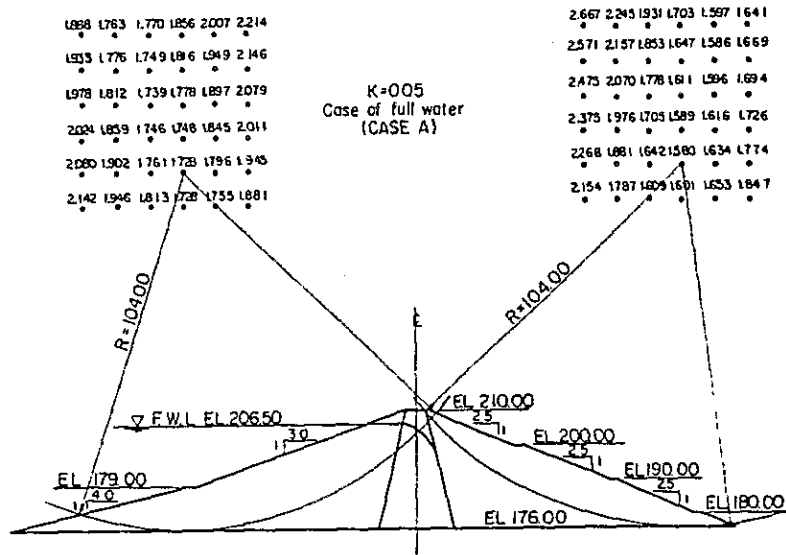 1.868 1.763 1.770 1.856 2.007 2.214
1.933 1.776 1.749 1.816 1.949 2.146
1.978 1.812 1.739 1.778 1.897 2.079
2.024 1.859 1.746 1.748 1.845 2.011
2.080 1.902 1.761 1.728 1.796 1.945
2.142 1.946 1.813 1.728 1.755 1.881
K=005
Case of full water
(CASE A)
2.667 2.245 1.931 1.703 1.597 1.641
2.571 2.157 1.853 1.647 1.586 1.669
2.475 2.070 1.778 1.611 1.596 1.694
2.375 1.976 1.705 1.589 1.616 1.726
2.268 1.881 1.642 1.580 1.634 1.774
2.154 1.787 1.609 1.601 1.653 1.847
R=104.00
R=104.00
F.W.L EL 206.50
EL 210.00
2.5
1
3.0
1
EL 200.00
2.5
1
EL 179.00
4.0
1
EL 190.00
2.5
1
EL 180.00
EL 176.00